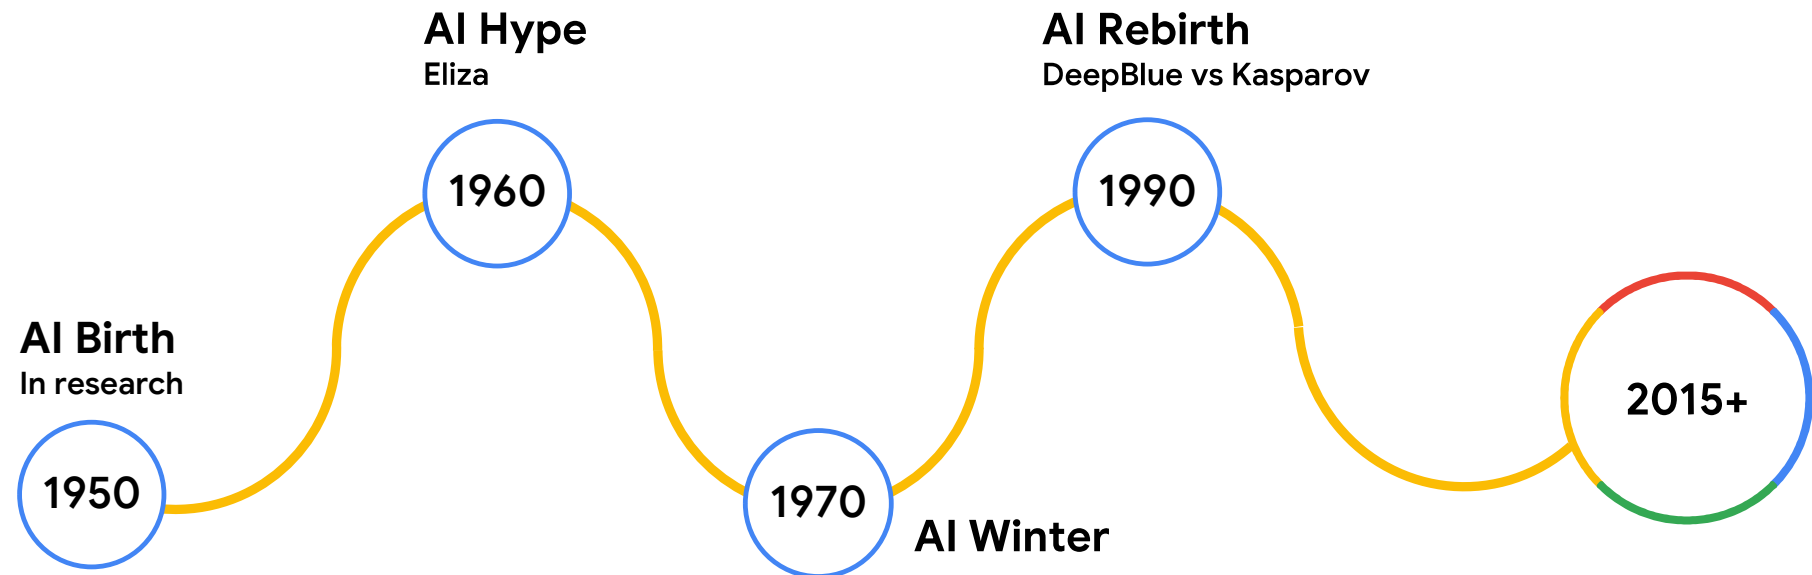 AI Birth
In research
1950
AI Hype
Eliza
1960
1970
AI Winter
AI Rebirth
DeepBlue vs Kasparov
1990
2015+